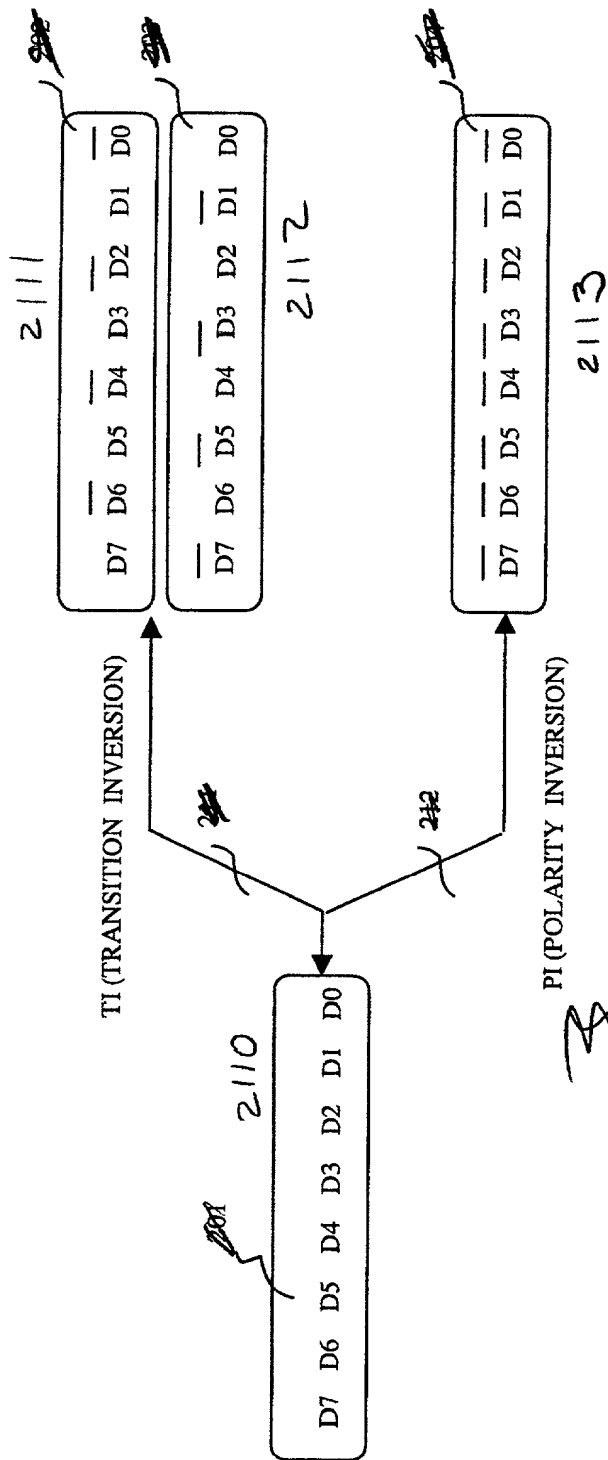 2111
D7 D6 D5 D4 D3 D2 D1 D0
D7 D6 D5 D4 D3 D2 D1 D0
2112
TI (TRANSITION INVERSION)
2110
D7 D6 D5 D4 D3 D2 D1 D0
201
212
PI (POLARITY INVERSION)
D7 D6 D5 D4 D3 D2 D1 D0
2113